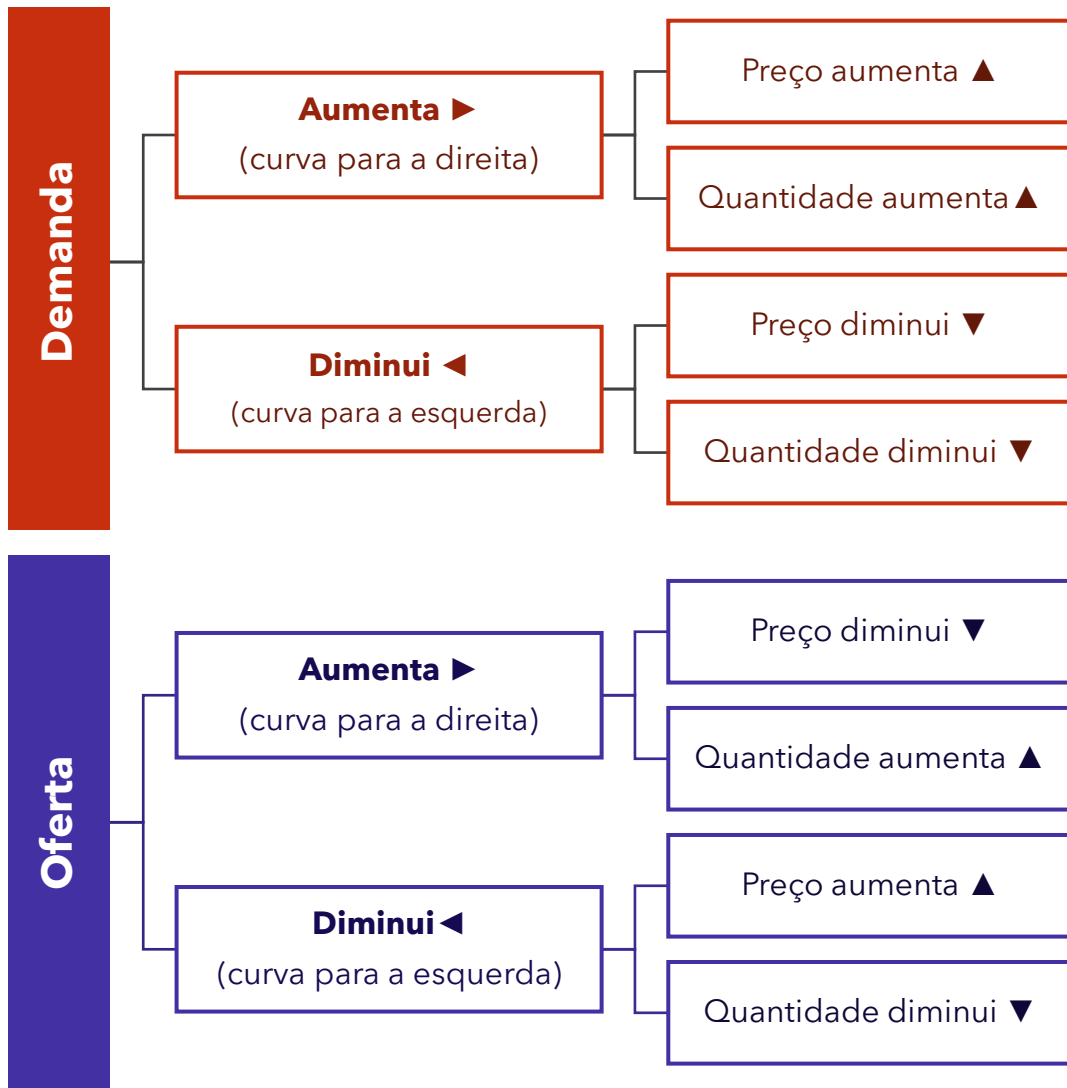 Demanda
Aumenta ►
(curva para a direita)
Preço aumenta ▲
Quantidade aumenta ▲
Diminui ◄
(curva para a esquerda)
Preço diminui ▼
Quantidade diminui ▼
Oferta
Aumenta ►
(curva para a direita)
Preço diminui ▼
Quantidade aumenta ▲
Diminui ◄
(curva para a esquerda)
Preço aumenta ▲
Quantidade diminui ▼